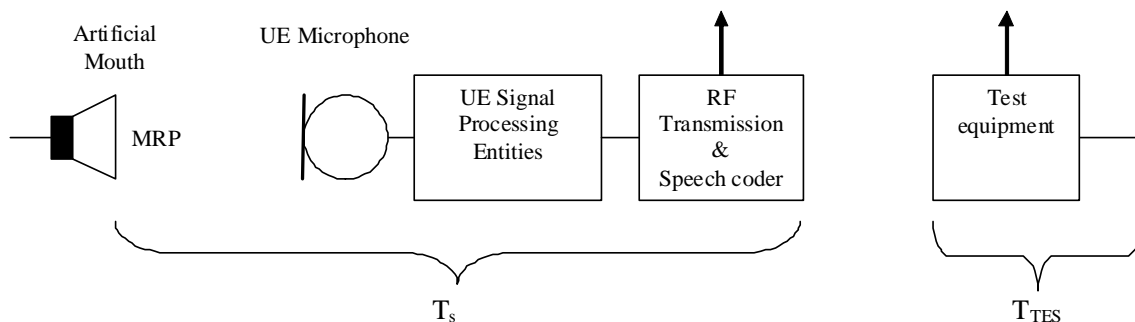 Artificial
Mouth
UE Microphone
MRP
UE Signal
Processing
Entities
RF
Transmission
&
Speech coder
Test
equipment
Ts
TTES